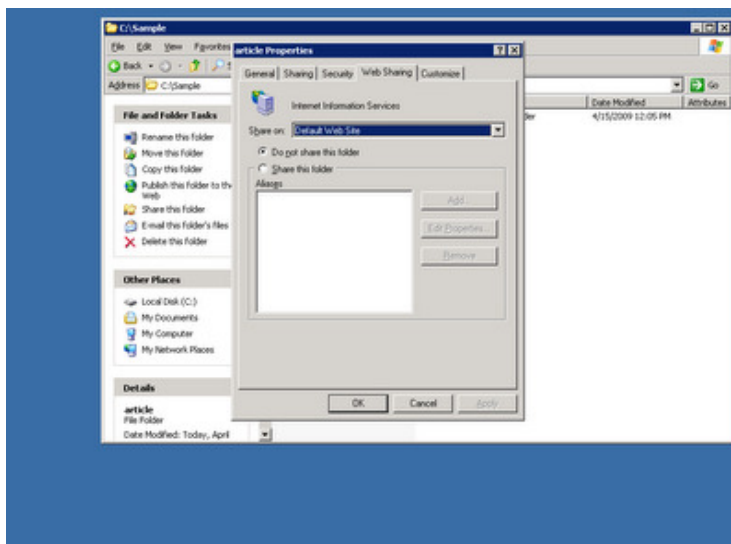 C:\Sample
File Edit View Favorites
Back
Address C:\Sample Go
File and Folder Tasks
Rename this folder
Move this folder
Copy this folder
Publish this folder to the
Web
Share this folder
E-mail this folder's files
Delete this folder
Other Places
Local Disk (C:)
My Documents
My Computer
My Network Places
Details
article
File Folder
Date Modified: Today, April
article Properties
General Sharing Security Web Sharing Customize
Internet Information Services
Share on: Default Web Site
Do not share this folder
Share this folder
Aliases
Add...
Edit Properties...
Remove
OK Cancel Apply
Date Modified Attributes
4/15/2009 12:05 PM